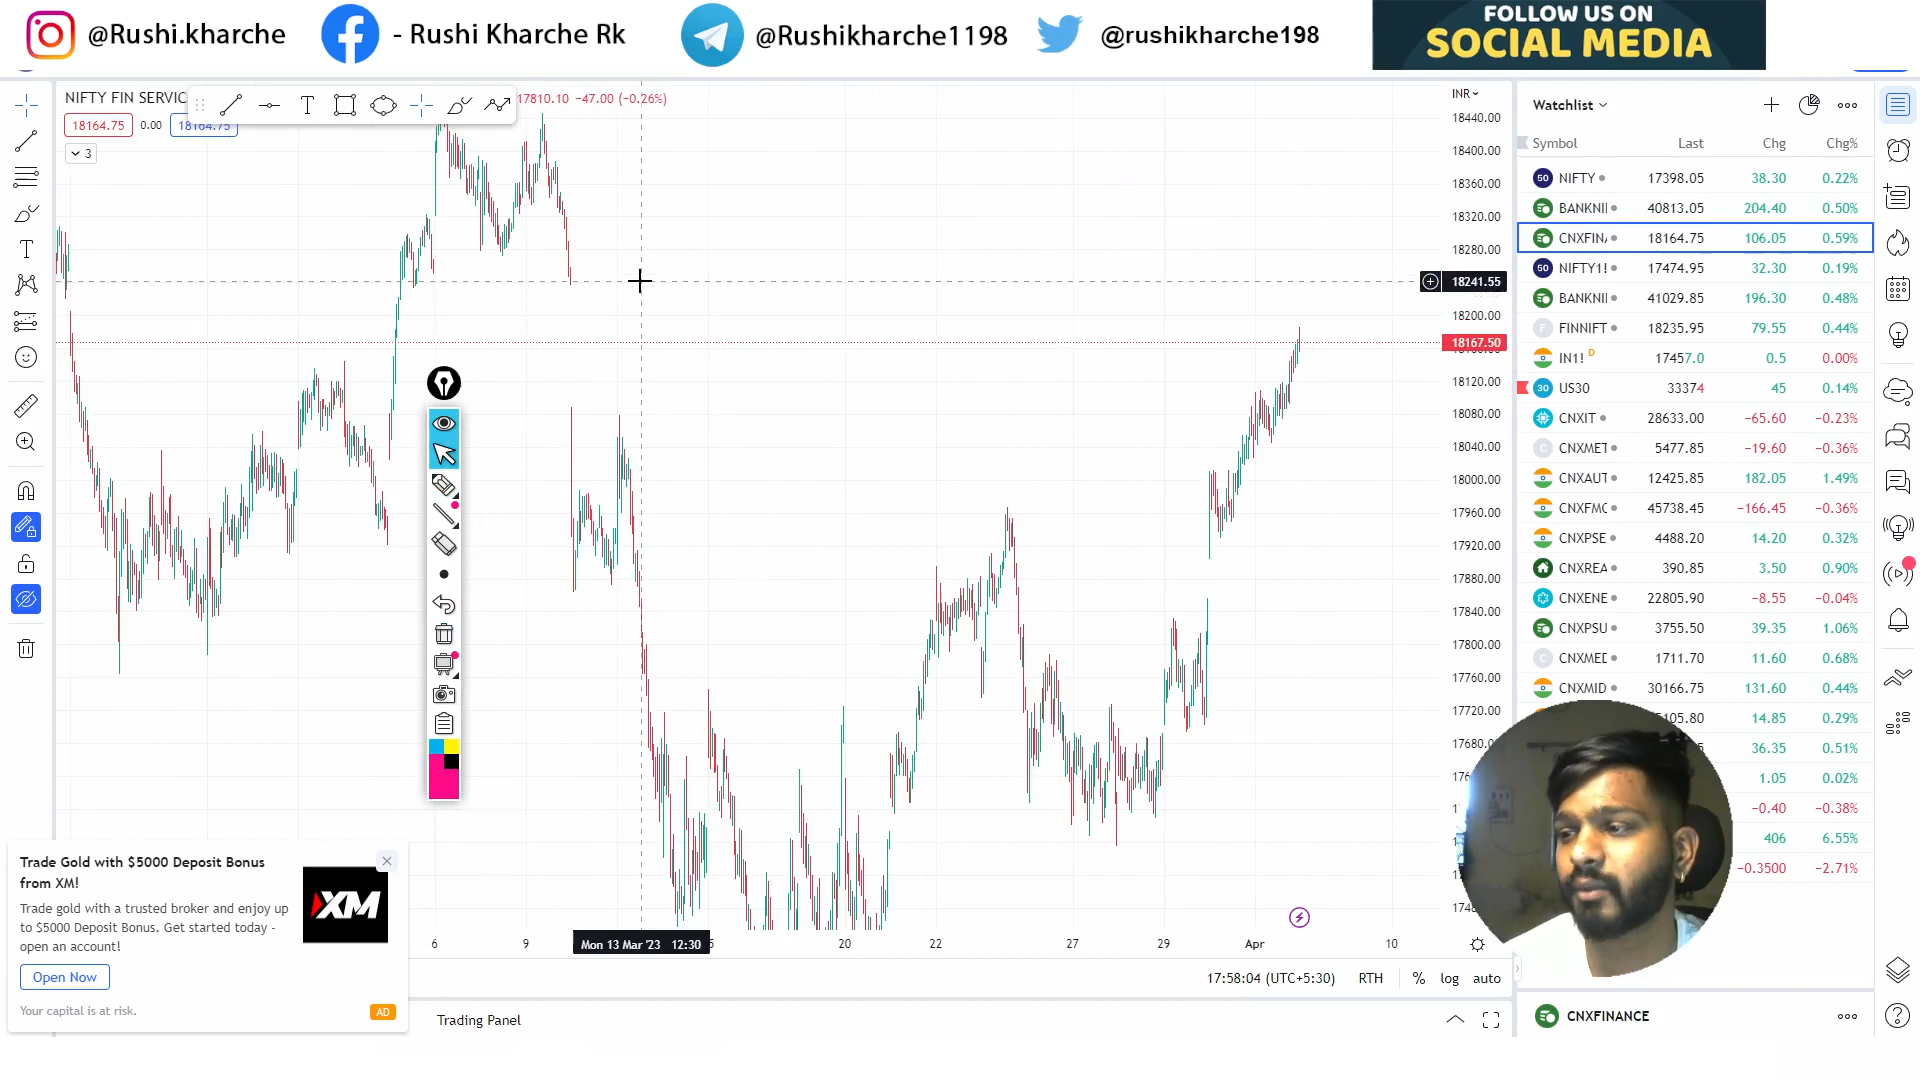 @Rushi.kharche
- Rushi Kharche Rk
@Rushikharche1198
@rushikharche198
FOLLOW US ON
SOCIAL MEDIA
NIFTY FIN SERVIC
17810.10 −47.00 (−0.26%)
18164.75 0.00 18164.75
3
INR
18440.00
18400.00
18360.00
18320.00
18280.00
18241.55
18200.00
18167.50
18120.00
18080.00
18040.00
18000.00
17960.00
17920.00
17880.00
17840.00
17800.00
17760.00
17720.00
17680.0
6 9 Mon 13 Mar '23 12:30 20 22 27 29 Apr 10
17:58:04 (UTC+5:30) RTH % log auto
Trading Panel
Trade Gold with $5000 Deposit Bonus
from XM!
Trade gold with a trusted broker and enjoy up
to $5000 Deposit Bonus. Get started today -
open an account!
Open Now
Your capital is at risk.
AD
XM
Watchlist
Symbol Last Chg Chg%
50 NIFTY 17398.05 38.30 0.22%
BANKNI 40813.05 204.40 0.50%
CNXFIN 18164.75 106.05 0.59%
50 NIFTY1! 17474.95 32.30 0.19%
BANKNI 41029.85 196.30 0.48%
F FINNIFT 18235.95 79.55 0.44%
IN1! D 17457.0 0.5 0.00%
30 US30 33374 45 0.14%
CNXIT 28633.00 −65.60 −0.23%
C CNXMET 5477.85 −19.60 −0.36%
CNXAUT 12425.85 182.05 1.49%
CNXFMC 45738.45 −166.45 −0.36%
CNXPSE 4488.20 14.20 0.32%
CNXREA 390.85 3.50 0.90%
CNXENE 22805.90 −8.55 −0.04%
CNXPSU 3755.50 39.35 1.06%
C CNXMED 1711.70 11.60 0.68%
CNXMID 30166.75 131.60 0.44%
105.80 14.85 0.29%
36.35 0.51%
1.05 0.02%
−0.40 −0.38%
406 6.55%
−0.3500 −2.71%
CNXFINANCE